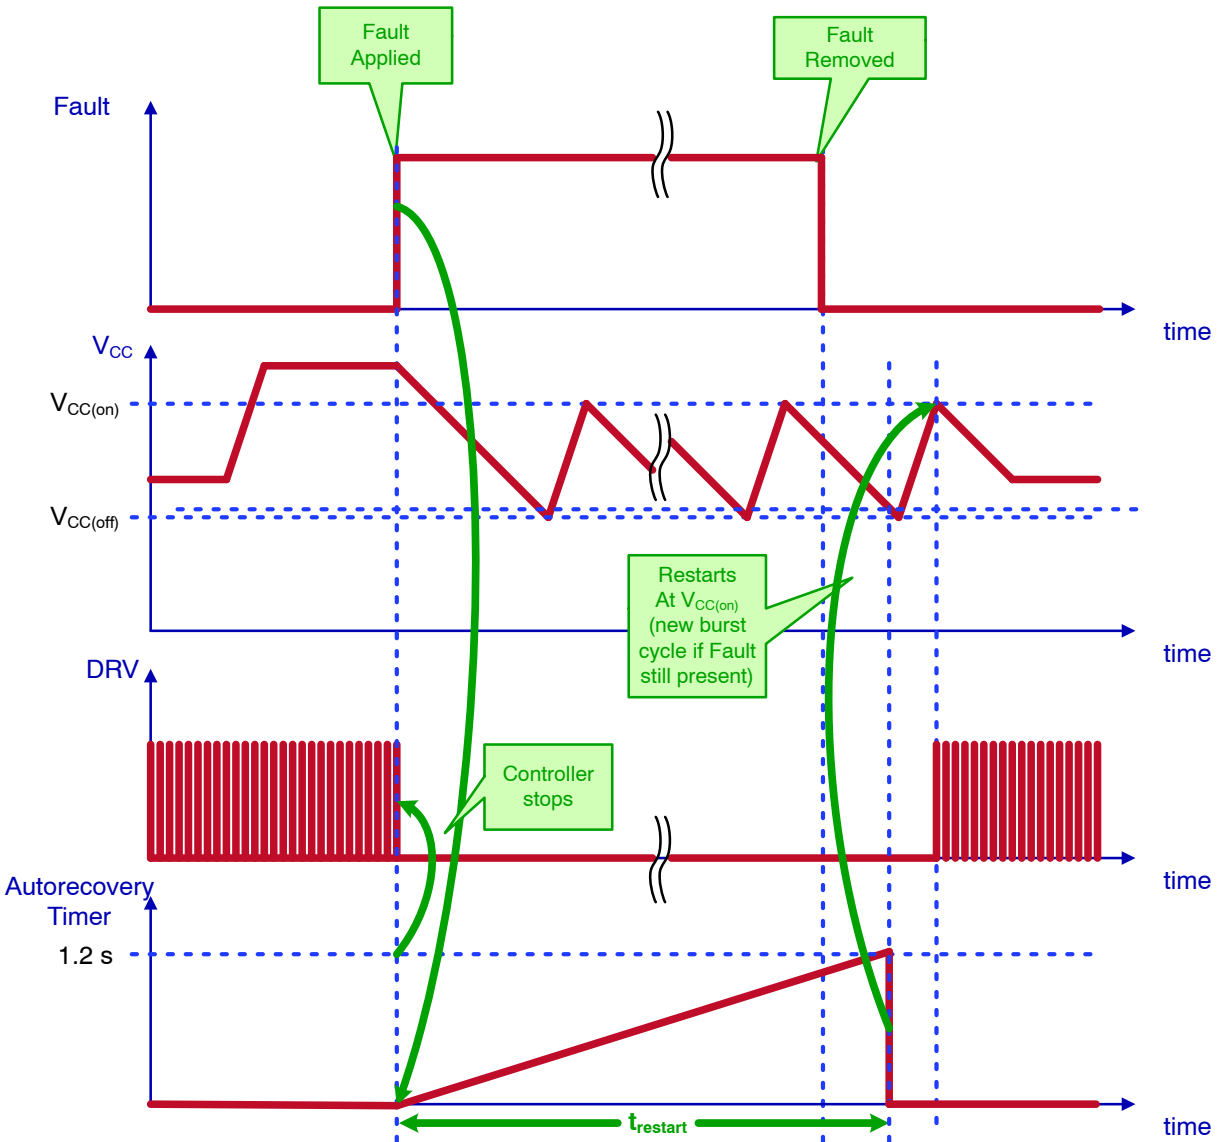 Fault
Applied
Fault
Removed
Fault
time
VCC
VCC(on)
VCC(off)
Restarts
At VCC(on)
(new burst
cycle if Fault
still present)
time
DRV
Controller
stops
time
Autorecovery
Timer
1.2 s
trestart
time